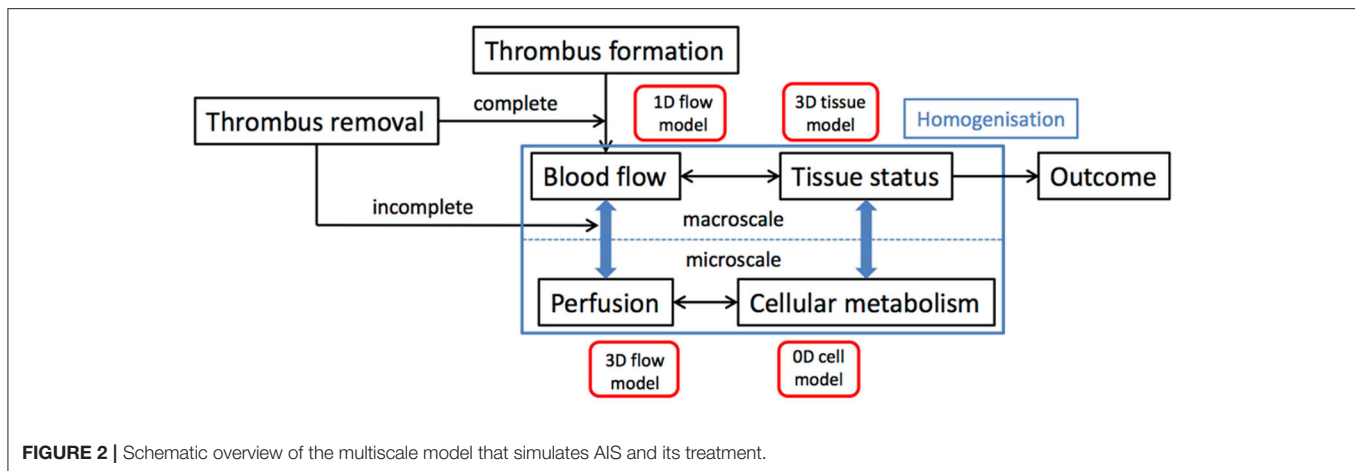 Thrombus formation
Thrombus removal
complete
1D flow
model
3D tissue
model
Homogenisation
Blood flow
Tissue status
Outcome
incomplete
macroscale
microscale
Perfusion
Cellular metabolism
3D flow
model
0D cell
model
FIGURE 2 | Schematic overview of the multiscale model that simulates AIS and its treatment.